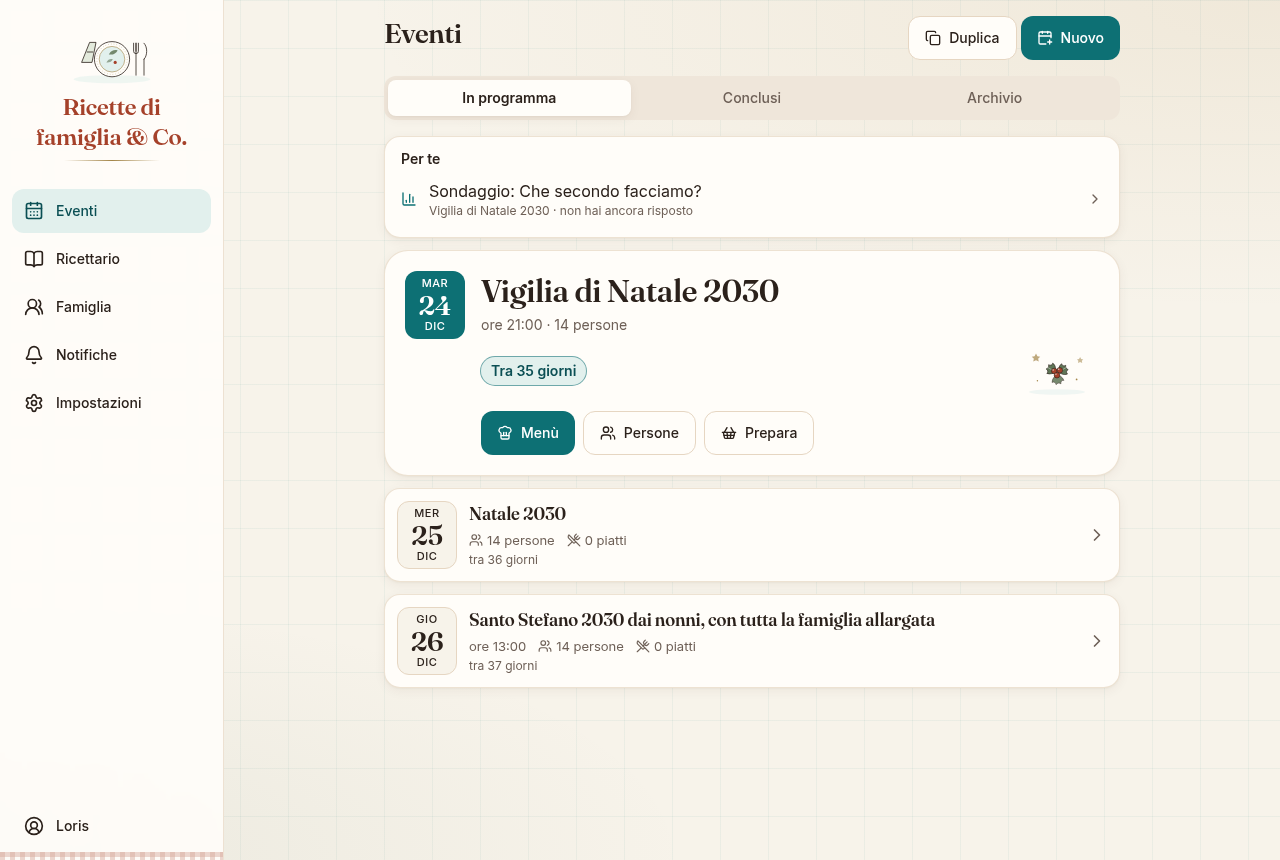 Ricette di
famiglia & Co.
Eventi
Ricettario
Famiglia
Notifiche
Impostazioni
Loris
Eventi
Duplica
Nuovo
In programma
Conclusi
Archivio
Per te
Sondaggio: Che secondo facciamo?
Vigilia di Natale 2030 · non hai ancora risposto
MAR
24
DIC
Vigilia di Natale 2030
ore 21:00 · 14 persone
Tra 35 giorni
Menù
Persone
Prepara
MER
25
DIC
Natale 2030
14 persone
0 piatti
tra 36 giorni
GIO
26
DIC
Santo Stefano 2030 dai nonni, con tutta la famiglia allargata
ore 13:00
14 persone
0 piatti
tra 37 giorni